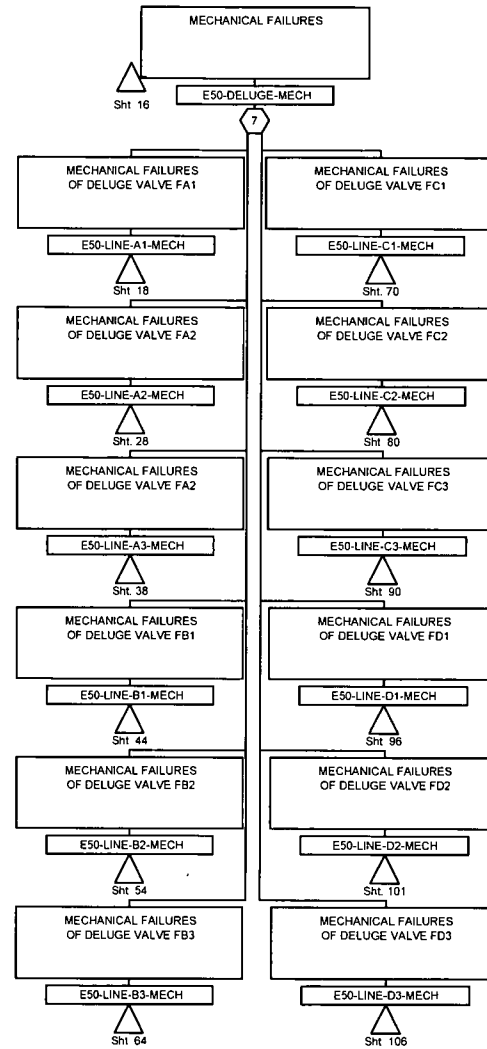 MECHANICAL FAILURES
Sht 16
E50-DELUGE-MECH
7
MECHANICAL FAILURES
OF DELUGE VALVE FA1
E50-LINE-A1-MECH
Sht 18
MECHANICAL FAILURES
OF DELUGE VALVE FC1
E50-LINE-C1-MECH
Sht. 70
MECHANICAL FAILURES
OF DELUGE VALVE FA2
E50-LINE-A2-MECH
Sht. 28
MECHANICAL FAILURES
OF DELUGE VALVE FC2
E50-LINE-C2-MECH
Sht 80
MECHANICAL FAILURES
OF DELUGE VALVE FA2
E50-LINE-A3-MECH
Sht. 38
MECHANICAL FAILURES
OF DELUGE VALVE FC3
E50-LINE-C3-MECH
Sht 90
MECHANICAL FAILURES
OF DELUGE VALVE FB1
E50-LINE-B1-MECH
Sht 44
MECHANICAL FAILURES
OF DELUGE VALVE FD1
E50-LINE-D1-MECH
Sht 96
MECHANICAL FAILURES
OF DELUGE VALVE FB2
E50-LINE-B2-MECH
Sht 54
MECHANICAL FAILURES
OF DELUGE VALVE FD2
E50-LINE-D2-MECH
Sht. 101
MECHANICAL FAILURES
OF DELUGE VALVE FB3
E50-LINE-B3-MECH
Sht 64
MECHANICAL FAILURES
OF DELUGE VALVE FD3
E50-LINE-D3-MECH
Sht 106